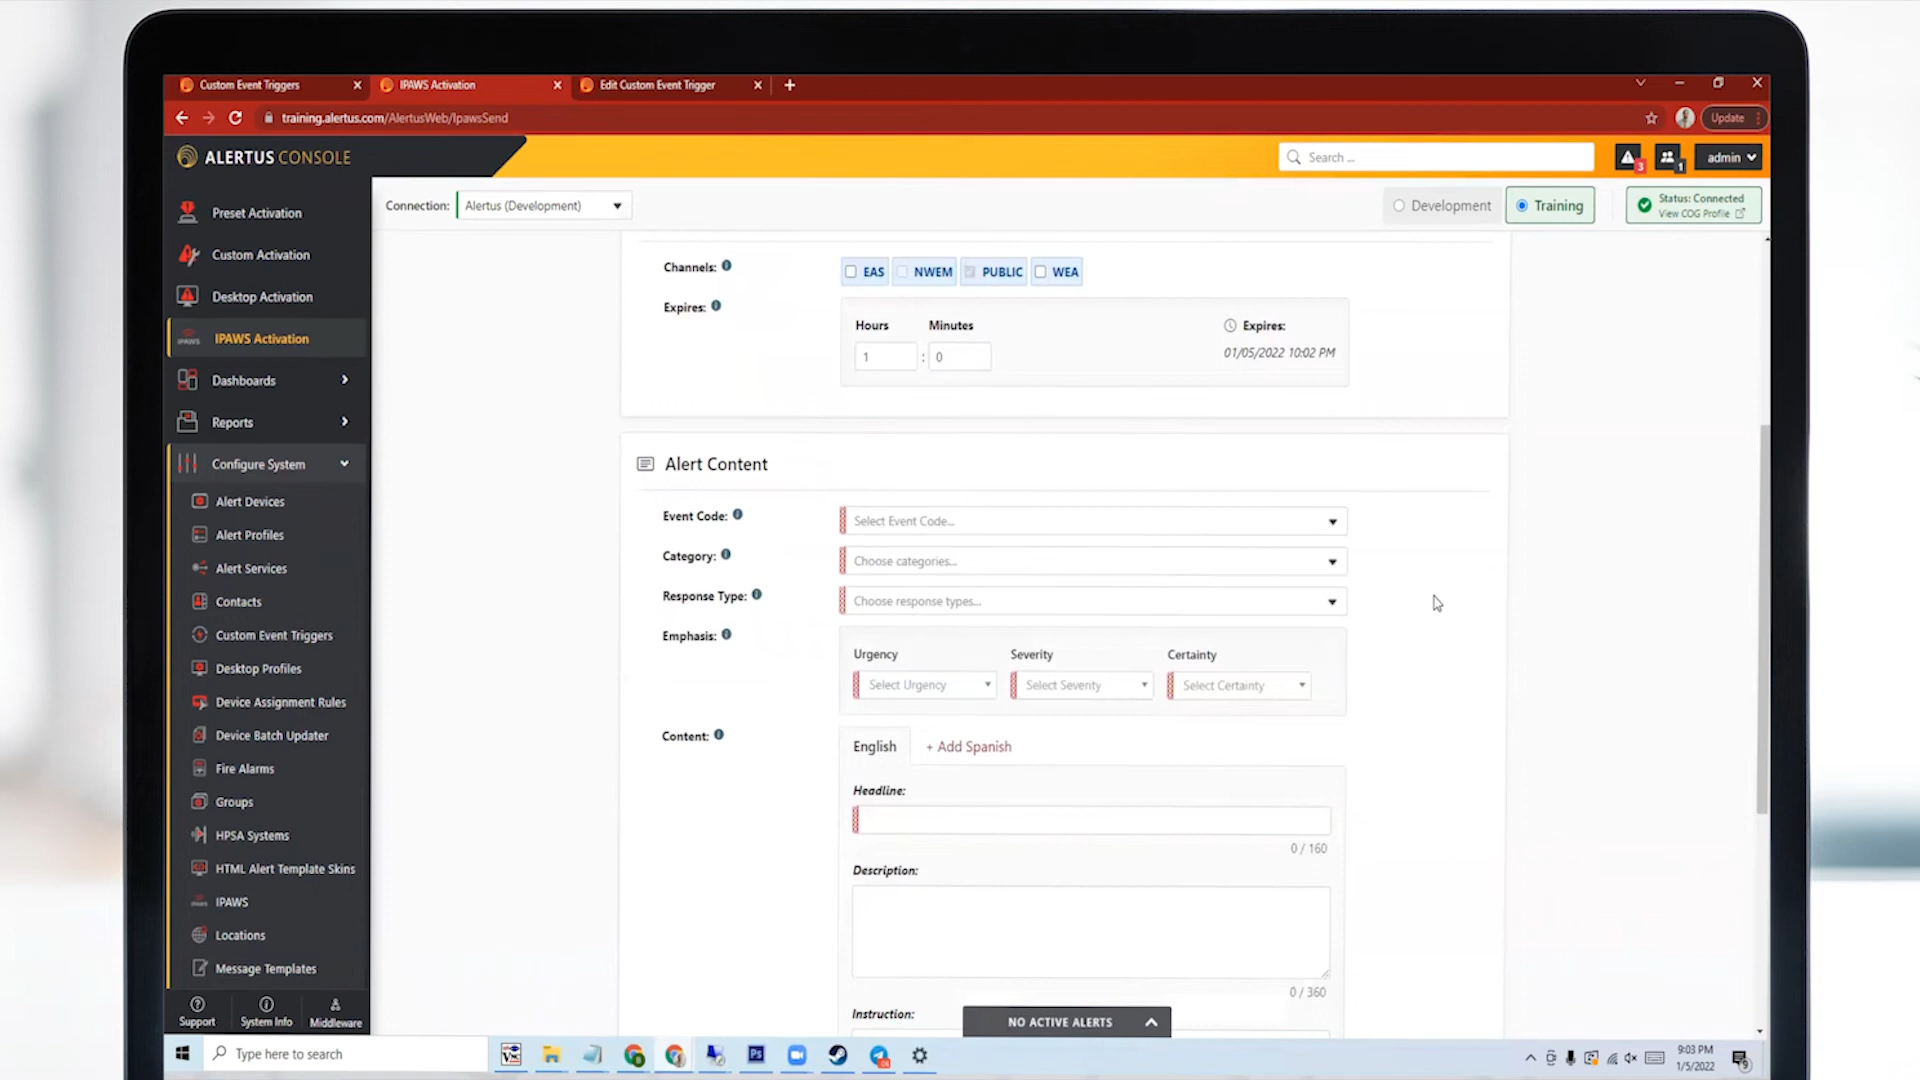 Custom Event Triggers
IPAWS Activation
Edit Custom Event Trigger
training.alertus.com/AlertusWeb/IpawsSend
Update
ALERTUS CONSOLE
Search ...
3
1
admin
Connection:
Alertus (Development)
Development
Training
Status: Connected
View COG Profile
Preset Activation
Custom Activation
Desktop Activation
IPAWS
IPAWS Activation
Dashboards
Reports
Configure System
Alert Devices
Alert Profiles
Alert Services
Contacts
Custom Event Triggers
Desktop Profiles
Device Assignment Rules
Device Batch Updater
Fire Alarms
Groups
HPSA Systems
HTML Alert Template Skins
IPAWS
Locations
Message Templates
Support
System Info
Middleware
Channels:
EAS
NWEM
PUBLIC
WEA
Expires:
Hours
Minutes
Expires:
1 : 0
01/05/2022 10:02 PM
Alert Content
Event Code:
Select Event Code...
Category:
Choose categories...
Response Type:
Choose response types...
Emphasis:
Urgency
Severity
Certainty
Select Urgency
Select Severity
Select Certainty
Content:
English
+ Add Spanish
Headline:
0 / 160
Description:
0 / 360
Instruction:
NO ACTIVE ALERTS
Type here to search
Ps
9:03 PM
1/5/2022